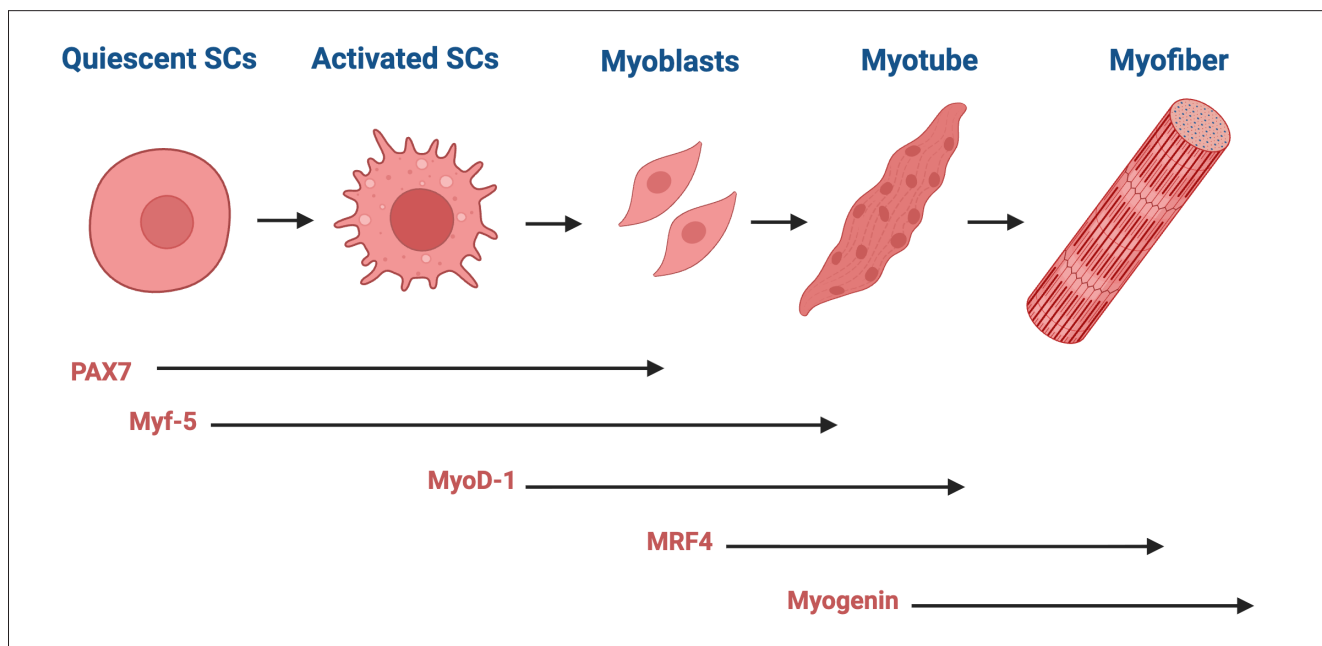 Quiescent SCs
Activated SCs
Myoblasts
Myotube
Myofiber
PAX7
Myf-5
MyoD-1
MRF4
Myogenin